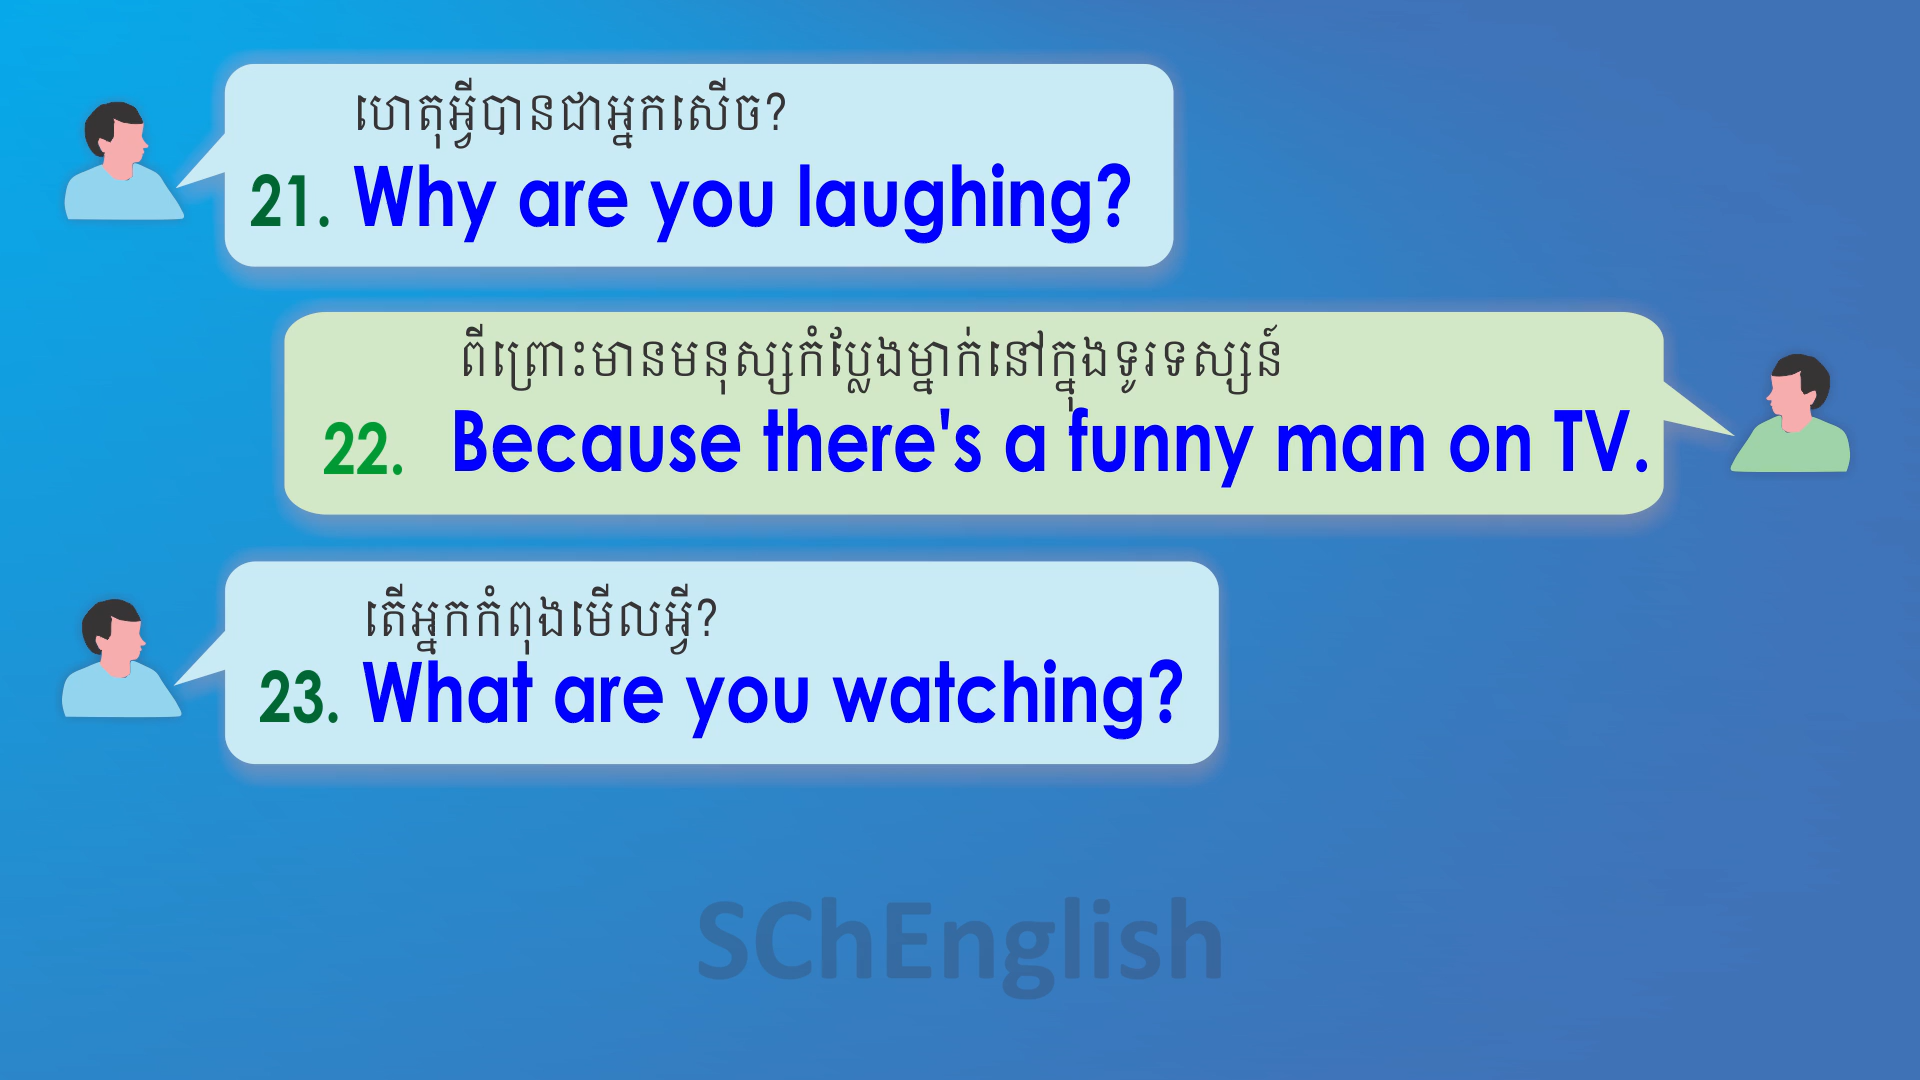 ហេតុអ្វីបានជាអ្នកសើច?
21. Why are you laughing?
ពីព្រោះមានមនុស្សកំប្លែងម្នាក់នៅក្នុងទូរទស្សន៍
22. Because there's a funny man on TV.
តើអ្នកកំពុងមើលអ្វី?
23. What are you watching?
SChEnglish